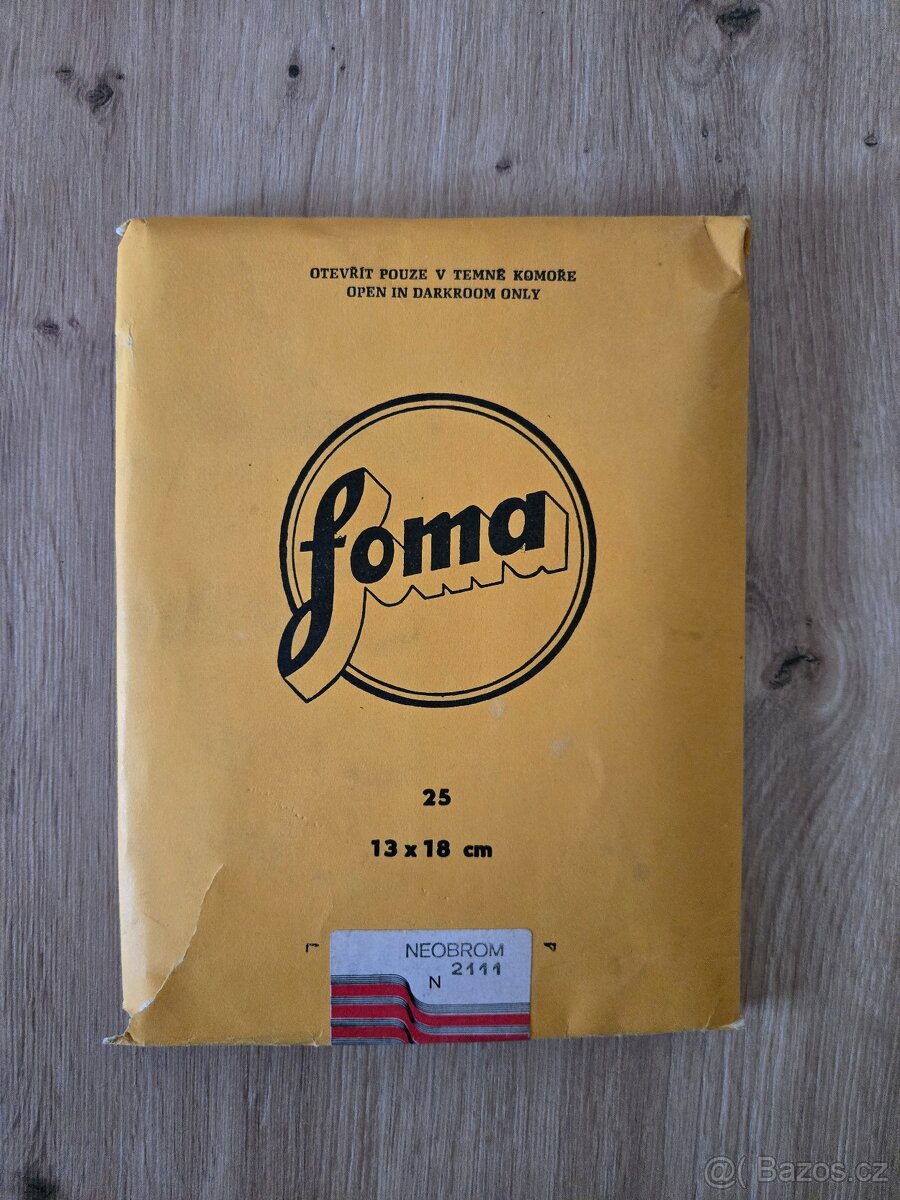 OTEVŘÍT POUZE V TEMNÉ KOMOŘE
OPEN IN DARKROOM ONLY
foma
25
13 x 18 cm
NEOBROM
2111
N
@( Bazos.cz